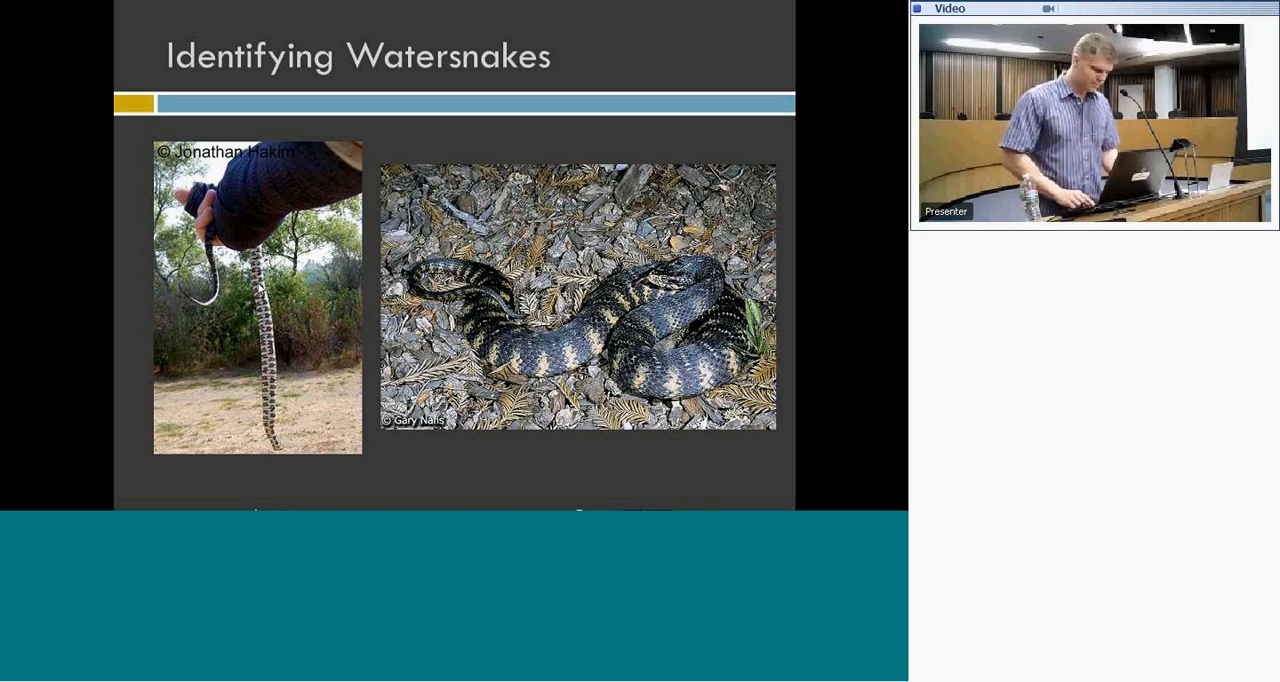 Identifying Watersnakes
© Jonathan Hakim
© Gary Nafis
Video
Presenter